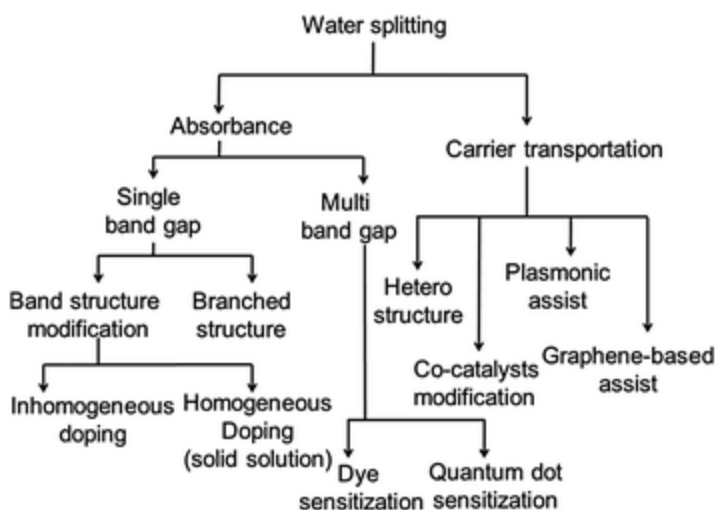 Water splitting
Absorbance
Carrier transportation
Single
band gap
Multi
band gap
Band structure
modification
Branched
structure
Hetero
structure
Plasmonic
assist
Co-catalysts
modification
Graphene-based
assist
Inhomogeneous
doping
Homogeneous
Doping
(solid solution)
Dye
sensitization
Quantum dot
sensitization